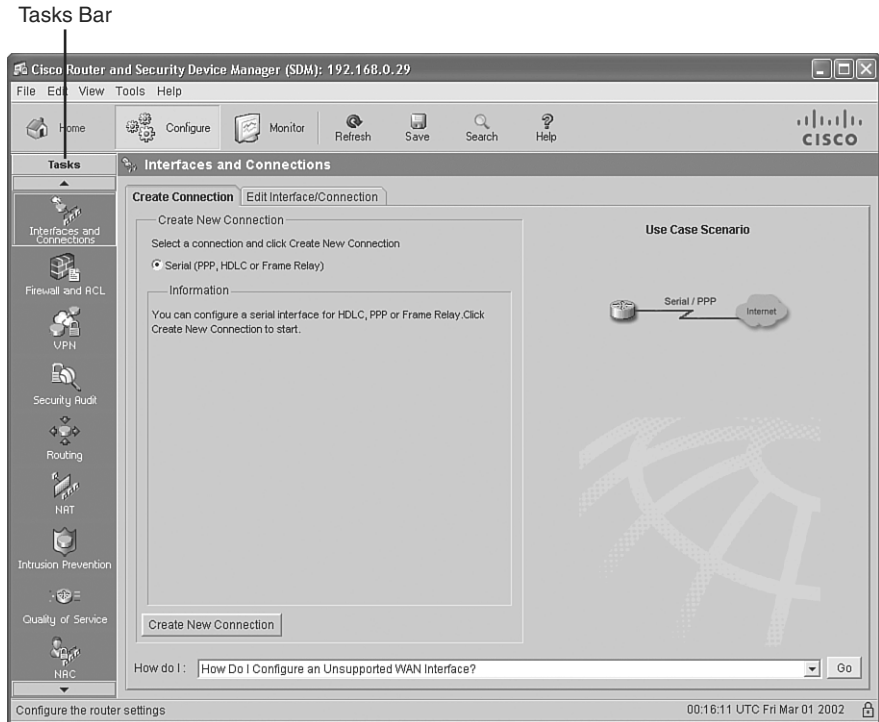 Tasks Bar
Cisco Router and Security Device Manager (SDM): 192.168.0.29
File Edit View Tools Help
Home Configure Monitor Refresh Save Search Help
CISCO
Tasks
Interfaces and Connections
Create Connection Edit Interface/Connection
Interfaces and
Connections
Firewall and ACL
VPN
Security Audit
Routing
NAT
Intrusion Prevention
Quality of Service
NAC
Create New Connection
Select a connection and click Create New Connection
Serial (PPP, HDLC or Frame Relay)
Information
You can configure a serial interface for HDLC, PPP or Frame Relay.Click
Create New Connection to start.
Use Case Scenario
Serial / PPP
Internet
Create New Connection
How do I : How Do I Configure an Unsupported WAN Interface? Go
Configure the router settings 00:16:11 UTC Fri Mar 01 2002